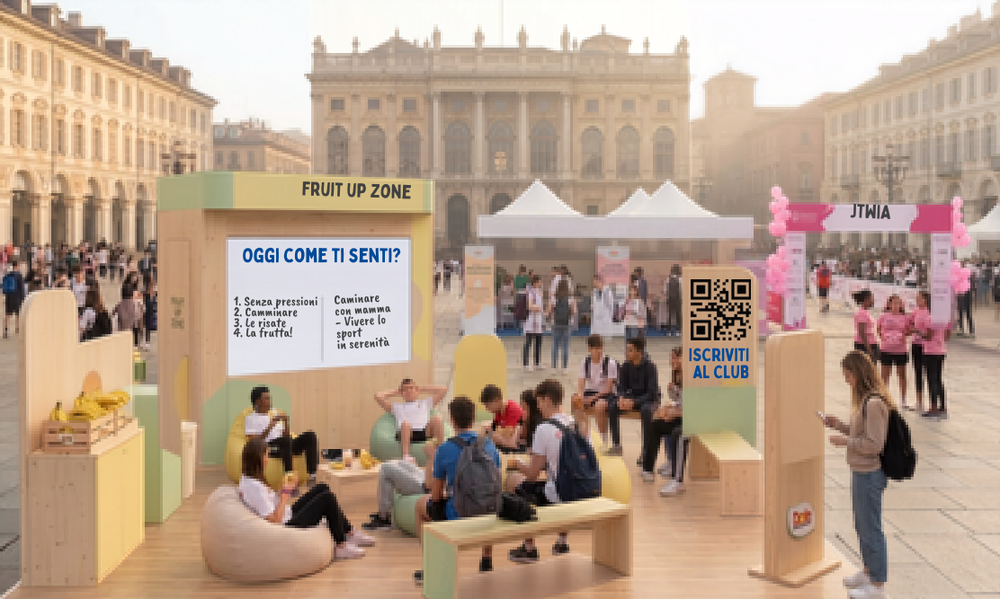 FRUIT UP ZONE
OGGI COME TI SENTI?
1. Senza pressioni
2. Camminare
3. Le risate
4. la frutta!
Caminare
con mamma
- Vivere lo
sport
in serenità
JTWIA
ISCRIVITI
AL CLUB
Dole